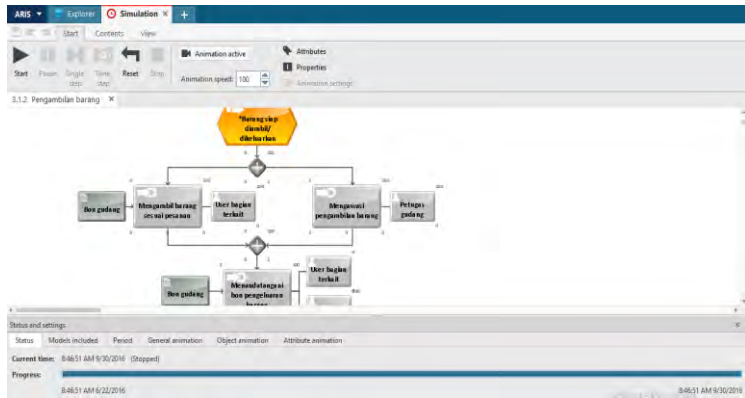 ARIS
Explorer
Simulation
Start Contents View
Start Pause Single step Time step Reset Stop
Animation active
Animation speed: 100
Attributes
Properties
Animation settings
3.1.2 Pengambilan barang
"Barang siap
diambil/
dikeluarkan
Bon gudang
Mengambil barang
sesuai pesanan
User bagian
terkait
Mengawasi
pengambilan barang
Petugas
gudang
Bon gudang
Menandatangani
bon pengeluaran
barang
User bagian
terkait
Status and settings
Status Models included Period General animation Object animation Attribute animation
Current time: 8:46:51 AM 9/30/2016 (Stopped)
Progress:
8:46:51 AM 6/22/2016
8:46:51 AM 9/30/2016